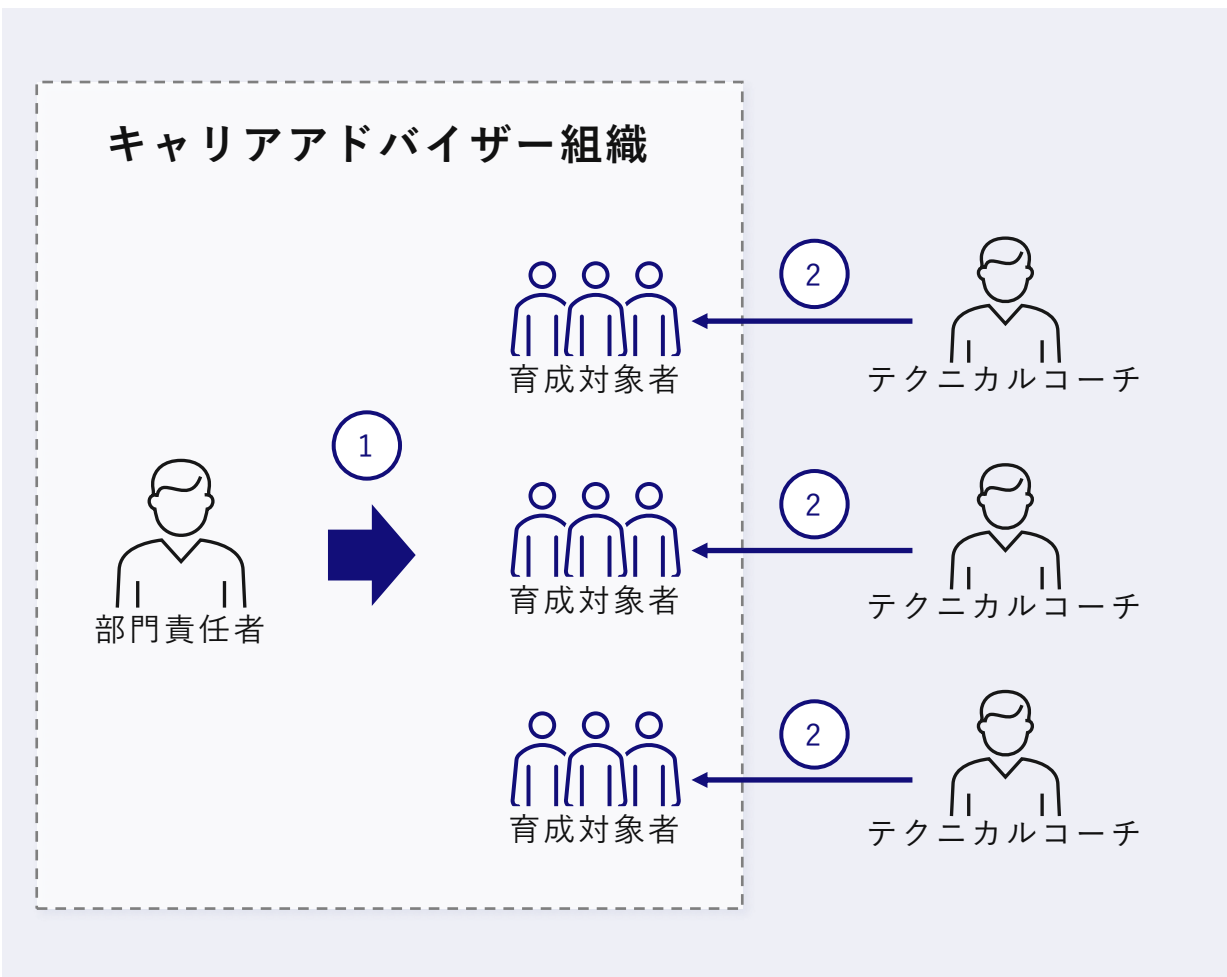 キャリアアドバイザー組織
2
育成対象者
テクニカルコーチ
1
2
育成対象者
テクニカルコーチ
部門責任者
2
育成対象者
テクニカルコーチ